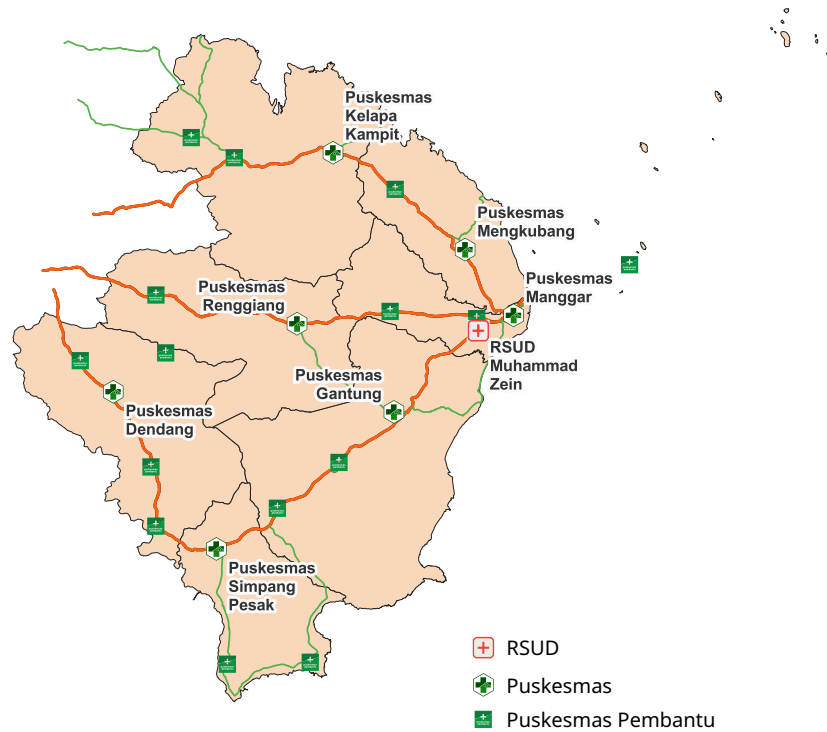 Puskesmas
Kelapa
Kampit
Puskesmas
Mengkubang
Puskesmas
Manggar
Puskesmas
Renggiang
RSUD
Muhammad
Zein
Puskesmas
Gantung
Puskesmas
Dendang
Puskesmas
Simpang
Pesak
RSUD
Puskesmas
Puskesmas Pembantu